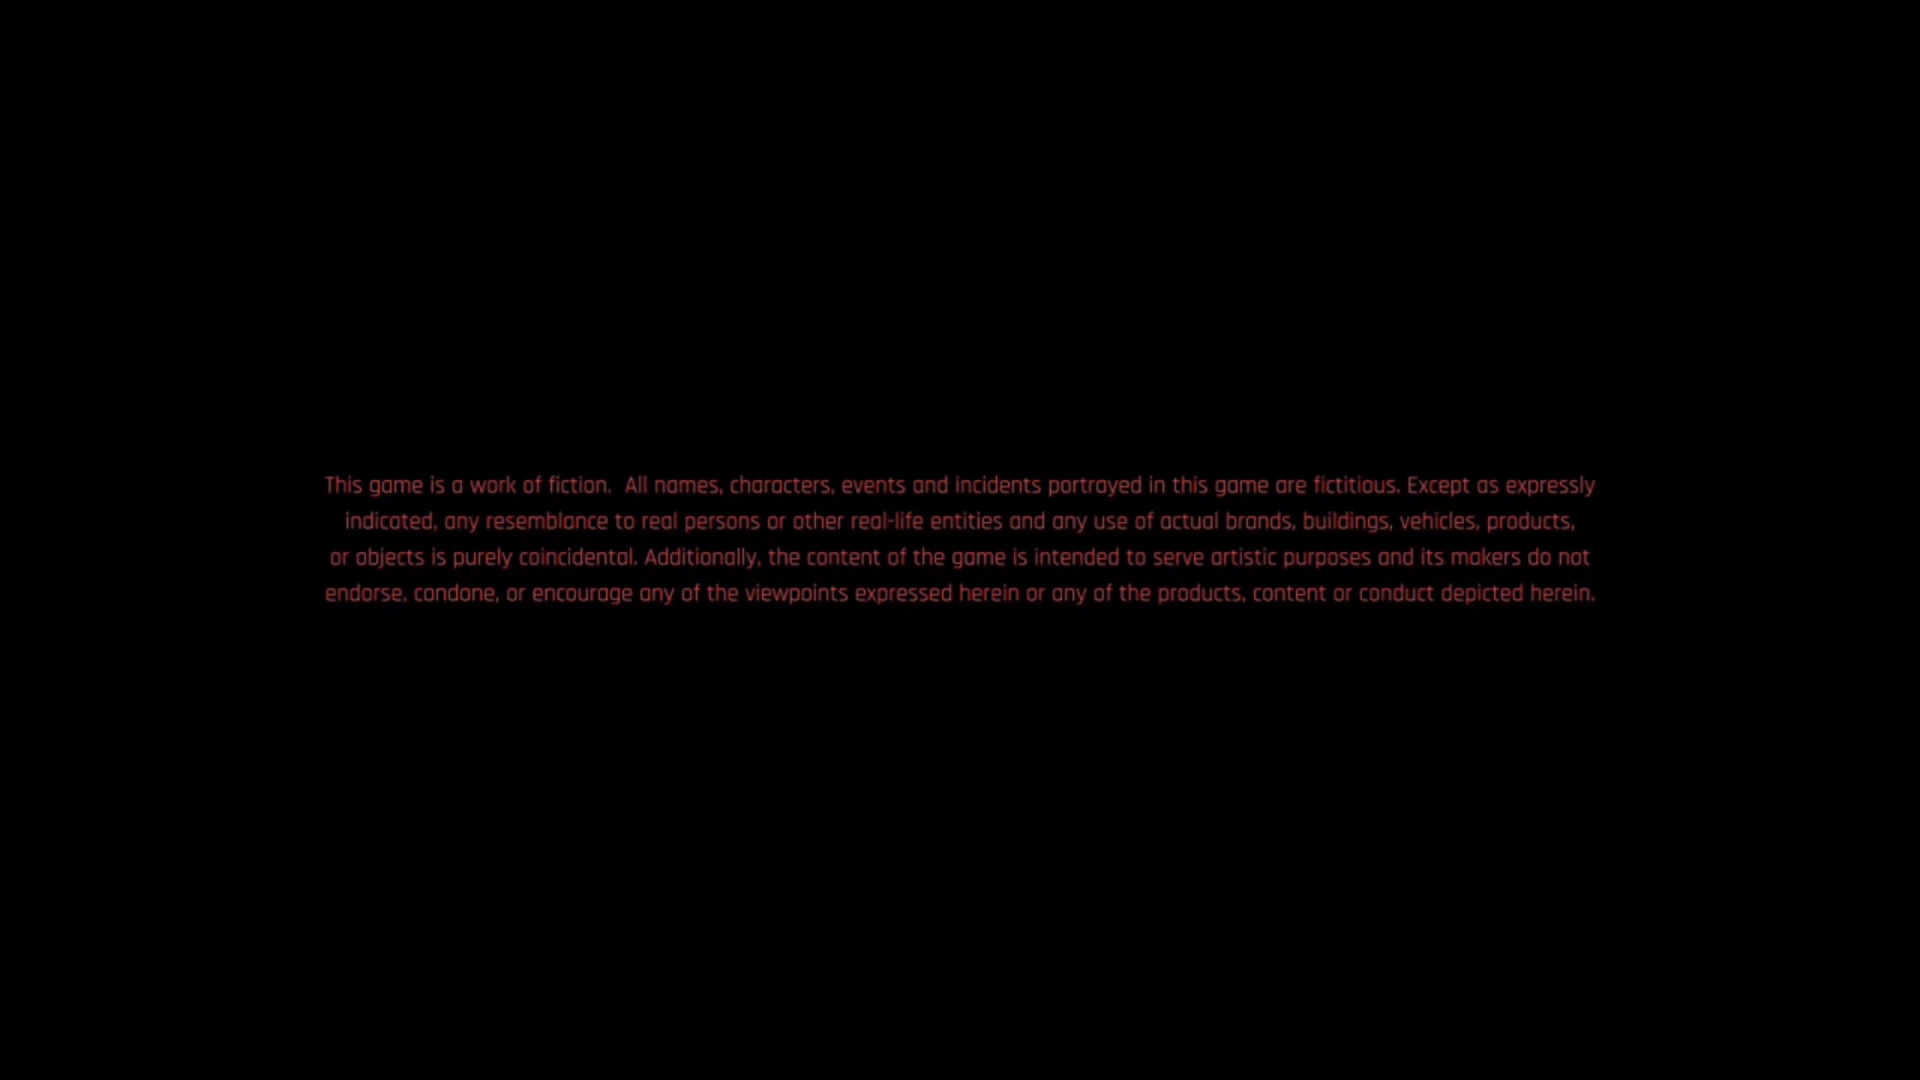 This game is a work of fiction.  All names, characters, events and incidents portrayed in this game are fictitious. Except as expressly
indicated, any resemblance to real persons or other real-life entities and any use of actual brands, buildings, vehicles, products,
or objects is purely coincidental. Additionally, the content of the game is intended to serve artistic purposes and its makers do not
endorse, condone, or encourage any of the viewpoints expressed herein or any of the products, content or conduct depicted herein.